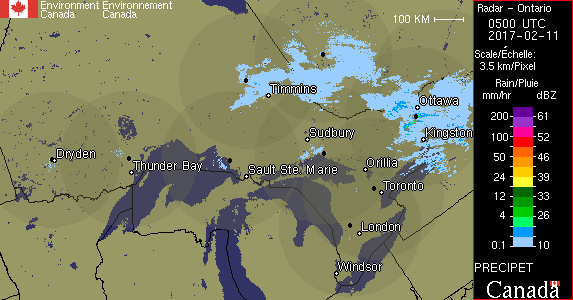 Environment Environnement
Canada Canada
100 KM
Timmins
Ottawa
Sudbury
Kingston
Dryden
Thunder Bay
Sault Ste. Marie
Orillia
Toronto
London
Windsor
Radar - Ontario
0500 UTC
2017-02-11
Scale/Échelle:
3.5 km/Pixel
Rain/Pluie
mm/hr dBZ
200 61
100 52
50 46
24 39
12 33
4 26
0.1 10
PRECIPET
Canada